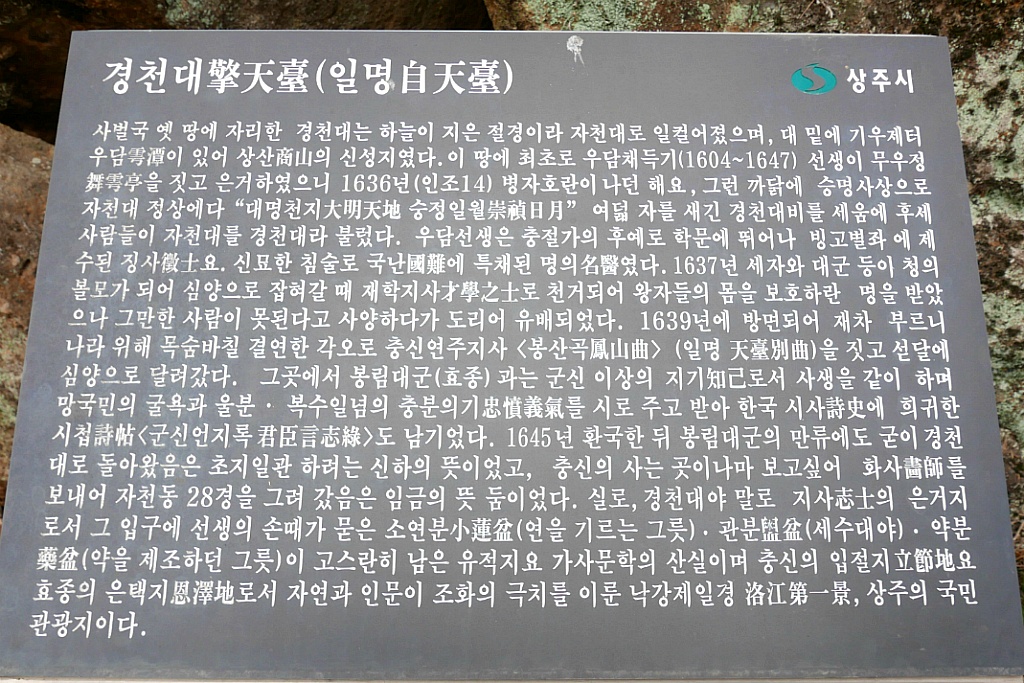 경천대擎天臺(일명自天臺)
상주시
사벌국 옛 땅에 자리한 경천대는 하늘이 지은 절경이라 자천대로 일컬어졌으며, 대 밑에 기우제터
우담雩潭이 있어 상산商山의 신성지였다. 이 땅에 최초로 우담채득기(1604~1647) 선생이 무우정
舞雩亭을 짓고 은거하였으니 1636년(인조14) 병자호란이 나던 해요, 그런 까닭에 숭명사상으로
자천대 정상에다 “대명천지大明天地 숭정일월崇禎日月” 여덟 자를 새긴 경천대비를 세움에 후세
사람들이 자천대를 경천대라 불렀다. 우담선생은 충절가의 후예로 학문에 뛰어나 빙고별좌 에 제
수된 징사徵士요. 신묘한 침술로 국난國難에 특채된 명의名醫였다. 1637년 세자와 대군 등이 청의
볼모가 되어 심양으로 잡혀갈 때 재학지사才學之士로 천거되어 왕자들의 몸을 보호하란 명을 받았
으나 그만한 사람이 못된다고 사양하다가 도리어 유배되었다. 1639년에 방면되어 재차 부르니
나라 위해 목숨바칠 결연한 각오로 충신연주지사 <봉산곡鳳山曲> (일명 天臺別曲)을 짓고 선달에
심양으로 달려갔다. 그곳에서 봉림대군(효종) 과는 군신 이상의 지기知己로서 사생을 같이 하며
망국민의 굴욕과 울분 · 복수일념의 충분의기忠憤義氣를 시로 주고 받아 한국 시사詩史에 희귀한
시첩詩帖<군신언지록 君臣言志綠>도 남기었다. 1645년 환국한 뒤 봉림대군의 만류에도 굳이 경천
대로 돌아왔음은 초지일관 하려는 신하의 뜻이었고, 충신의 사는 곳이나마 보고싶어 화사畵師를
보내어 자천동 28경을 그려 갔음은 임금의 뜻 둠이었다. 실로, 경천대야 말로 지사志士의 은거지
로서 그 입구에 선생의 손때가 묻은 소연분小蓮盆(연을 기르는 그릇) · 관분盥盆(세수대야) · 약분
藥盆(약을 제조하던 그릇)이 고스란히 남은 유적지요 가사문학의 산실이며 충신의 입절지立節地요
효종의 은택지恩澤地로서 자연과 인문이 조화의 극치를 이룬 낙강제일경 洛江第一景, 상주의 국민
관광지이다.